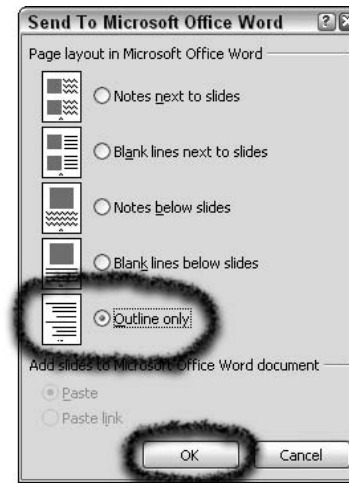 Send To Microsoft Office Word
Page layout in Microsoft Office Word
Notes next to slides
Blank lines next to slides
Notes below slides
Blank lines below slides
Outline only
Add slides to Microsoft Office Word document
Paste
Paste link
OK
Cancel